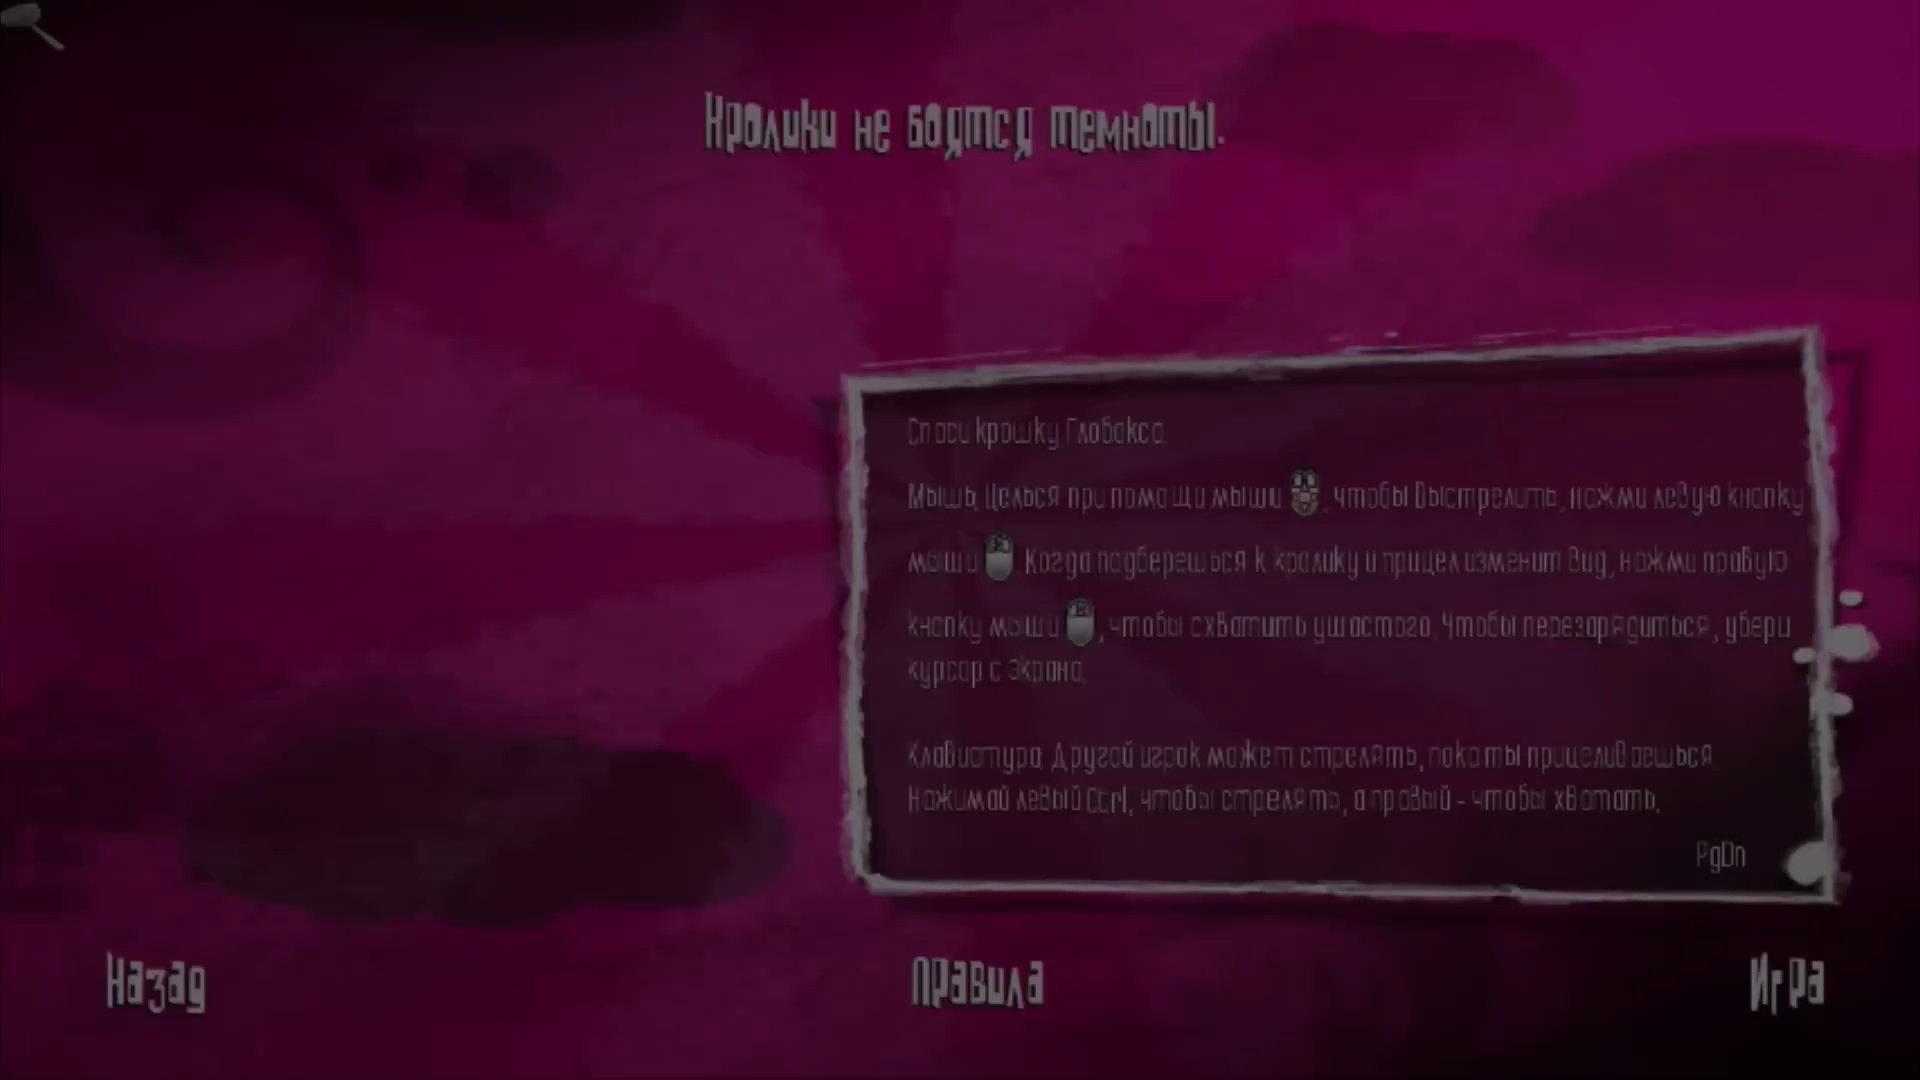 Кролики не боятся темноты.
Спаси крошку Глобокса.
Мышь. Целься при помощи мыши , чтобы выстрелить, нажми левую кнопку
мыши . Когда подберешься к кролику и прицел изменит вид, нажми правую
кнопку мыши , чтобы схватить ушастого. Чтобы перезарядиться, убери
курсор с экрана.
Клавиатура. Другой игрок может стрелять, пока ты прицеливаешься.
Нажимай левый Ctrl, чтобы стрелять, а правый - чтобы хватать.
PgDn
Назад
Правила
Игра